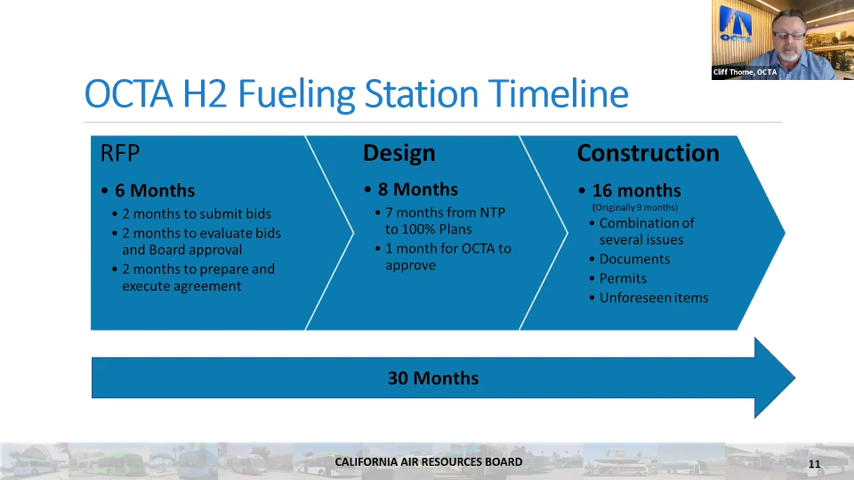 OCTA
Cliff Thorne, OCTA
OCTA H2 Fueling Station Timeline
RFP
• 6 Months
• 2 months to submit bids
• 2 months to evaluate bids
and Board approval
• 2 months to prepare and
execute agreement
Design
• 8 Months
• 7 months from NTP
to 100% Plans
• 1 month for OCTA to
approve
Construction
• 16 months
(Originally 9 months)
• Combination of
several issues
• Documents
• Permits
• Unforeseen items
30 Months
CALIFORNIA AIR RESOURCES BOARD
11